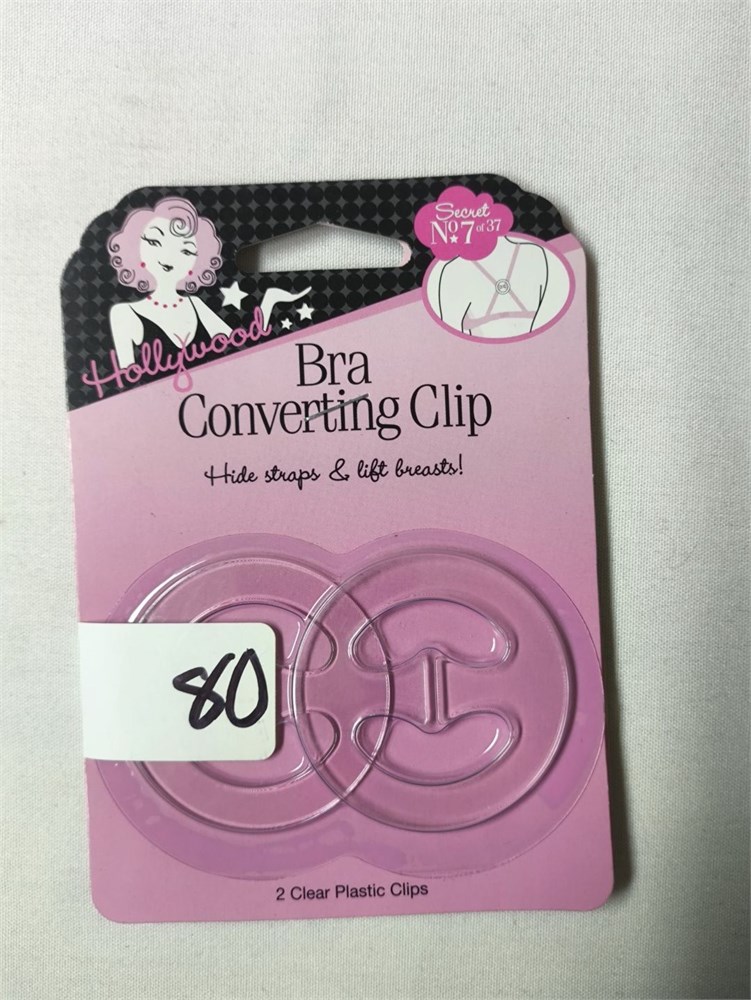 Secret
No. 7 of 37
Hollywood
Bra
Converting Clip
Hide straps & lift breasts!
80
2 Clear Plastic Clips